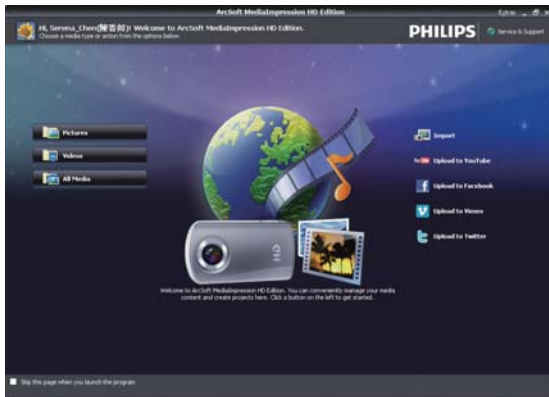 ArcSoft MediaImpression HD Edition
Extras
Hi, Serena_Chen(陳香如)! Welcome to ArcSoft MediaImpression HD Edition.
Choose a media type or action from the options below.
PHILIPS
Service & Support
Pictures
Videos
All Media
Import
Upload to YouTube
Upload to Facebook
Upload to Vimeo
Upload to Twitter
HD
Welcome to ArcSoft MediaImpression HD Edition. You can conveniently manage your media
content and create projects here. Click a button on the left to get started.
Skip this page when you launch the program